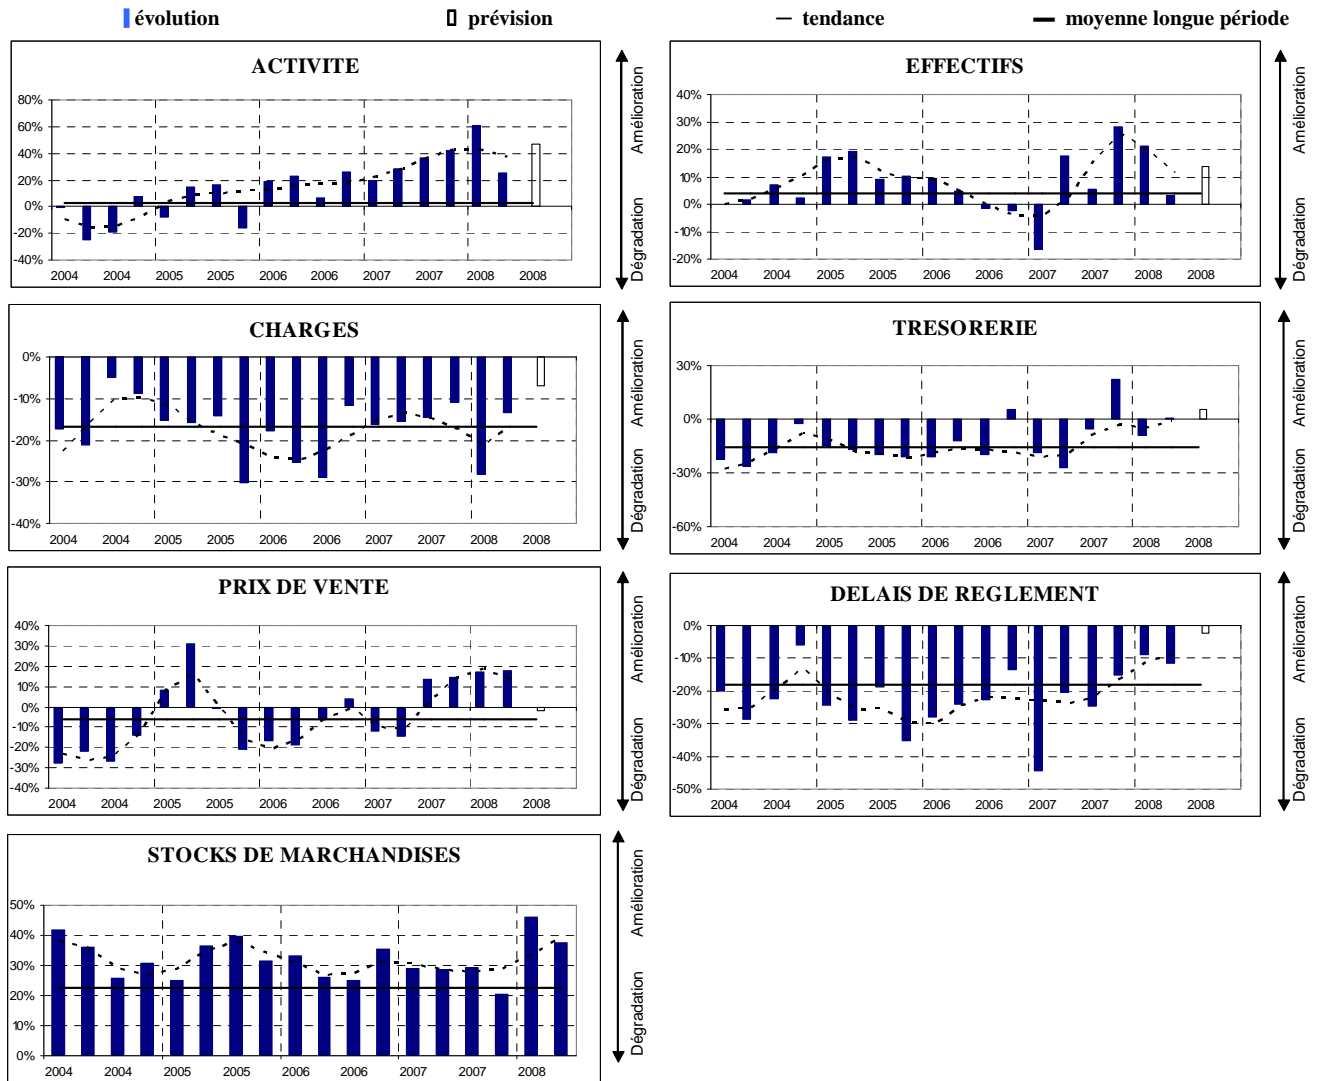 évolution prévision tendance moyenne longue période
ACTIVITE
80%
60%
40%
20%
0%
-20%
-40%
2004 2004 2005 2005 2006 2006 2007 2007 2008 2008
Amélioration
Dégradation
EFFECTIFS
40%
30%
20%
10%
0%
-10%
-20%
2004 2004 2005 2005 2006 2006 2007 2007 2008 2008
Amélioration
Dégradation
CHARGES
0%
-10%
-20%
-30%
-40%
2004 2004 2005 2005 2006 2006 2007 2007 2008 2008
Amélioration
Dégradation
TRESORERIE
30%
0%
-30%
-60%
2004 2004 2005 2005 2006 2006 2007 2007 2008 2008
Amélioration
Dégradation
PRIX DE VENTE
40%
30%
20%
10%
0%
-10%
-20%
-30%
-40%
2004 2004 2005 2005 2006 2006 2007 2007 2008 2008
Amélioration
Dégradation
DELAIS DE REGLEMENT
0%
-10%
-20%
-30%
-40%
-50%
2004 2004 2005 2005 2006 2006 2007 2007 2008 2008
Amélioration
Dégradation
STOCKS DE MARCHANDISES
50%
40%
30%
20%
10%
0%
2004 2004 2005 2005 2006 2006 2007 2007 2008
Amélioration
Dégradation